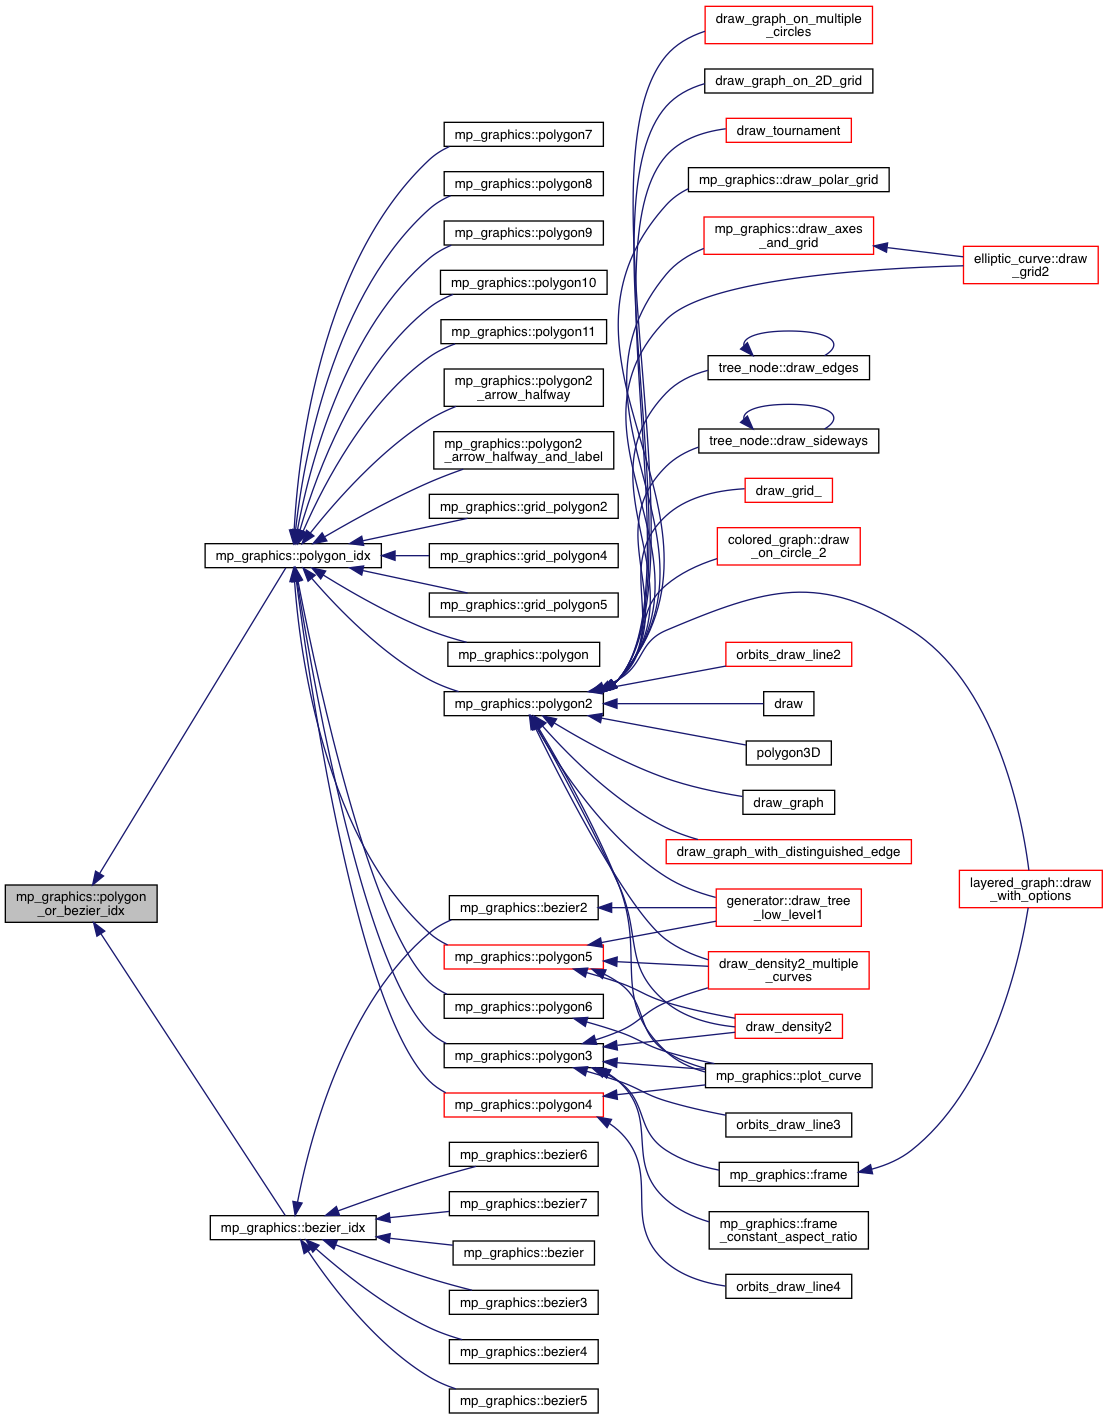 mp_graphics::polygon
_or_bezier_idx
mp_graphics::polygon_idx
mp_graphics::bezier_idx
mp_graphics::polygon7
mp_graphics::polygon8
mp_graphics::polygon9
mp_graphics::polygon10
mp_graphics::polygon11
mp_graphics::polygon2
_arrow_halfway
mp_graphics::polygon2
_arrow_halfway_and_label
mp_graphics::grid_polygon2
mp_graphics::grid_polygon4
mp_graphics::grid_polygon5
mp_graphics::polygon
mp_graphics::polygon2
mp_graphics::bezier2
mp_graphics::polygon5
mp_graphics::polygon6
mp_graphics::polygon3
mp_graphics::polygon4
mp_graphics::bezier6
mp_graphics::bezier7
mp_graphics::bezier
mp_graphics::bezier3
mp_graphics::bezier4
mp_graphics::bezier5
draw_graph_on_multiple
_circles
draw_graph_on_2D_grid
draw_tournament
mp_graphics::draw_polar_grid
mp_graphics::draw_axes
_and_grid
tree_node::draw_edges
tree_node::draw_sideways
draw_grid_
colored_graph::draw
_on_circle_2
orbits_draw_line2
draw
polygon3D
draw_graph
draw_graph_with_distinguished_edge
generator::draw_tree
_low_level1
draw_density2_multiple
_curves
draw_density2
mp_graphics::plot_curve
orbits_draw_line3
mp_graphics::frame
mp_graphics::frame
_constant_aspect_ratio
orbits_draw_line4
elliptic_curve::draw
_grid2
layered_graph::draw
_with_options